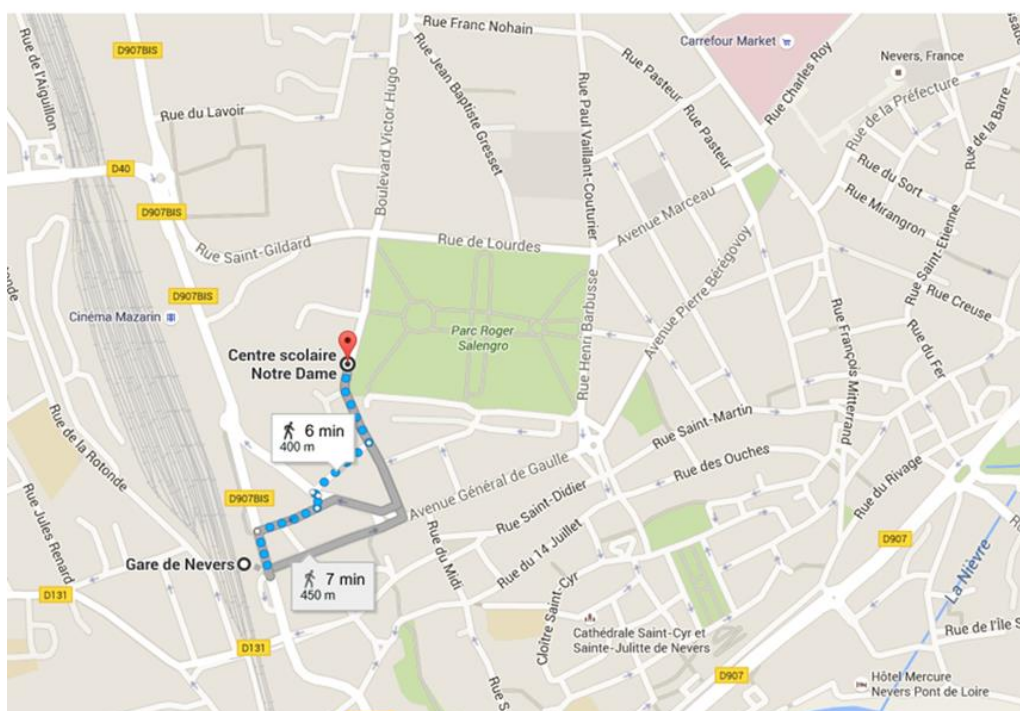 Rue Franc Nohain
Carrefour Market
Nevers, France
D907BIS
Rue de l'Aiguillon
Rue du Lavoir
Boulevard Victor Hugo
Rue Jean Baptiste Gresset
Rue Paul Vaillant-Couturier
Rue Pasteur
Rue Pasteur
Rue Charles Roy
Rue de la Préfecture
Rue de la Barre
D40
D907BIS
Rue du Sort
Rue Mirangron
Avenue Marceau
Rue Saint-Gildard
Rue de Lourdes
Rue Saint-Etienne
Avenue Pierre Bérégovoy
D907BIS
Cinéma Mazarin
Rue Creuse
Parc Roger
Salengro
Rue Henri Barbusse
Rue François Mitterrand
Rue du Fer
Centre scolaire
Notre Dame
6 min
400 m
Rue Saint-Martin
Rue de la Rotonde
Rue des Ouches
Avenue Général de Gaulle
Rue du Rivage
D907BIS
Rue Saint-Didier
Rue Jules Renard
Rue du 14 Juillet
D907
Gare de Nevers
7 min
450 m
Rue du Midi
La Nièvre
D131
Cloître Saint-Cyr
Cathédrale Saint-Cyr et
Sainte-Julitte de Nevers
Rue de l'Île S
D131
D907
Hôtel Mercure
Nevers Pont de Loire